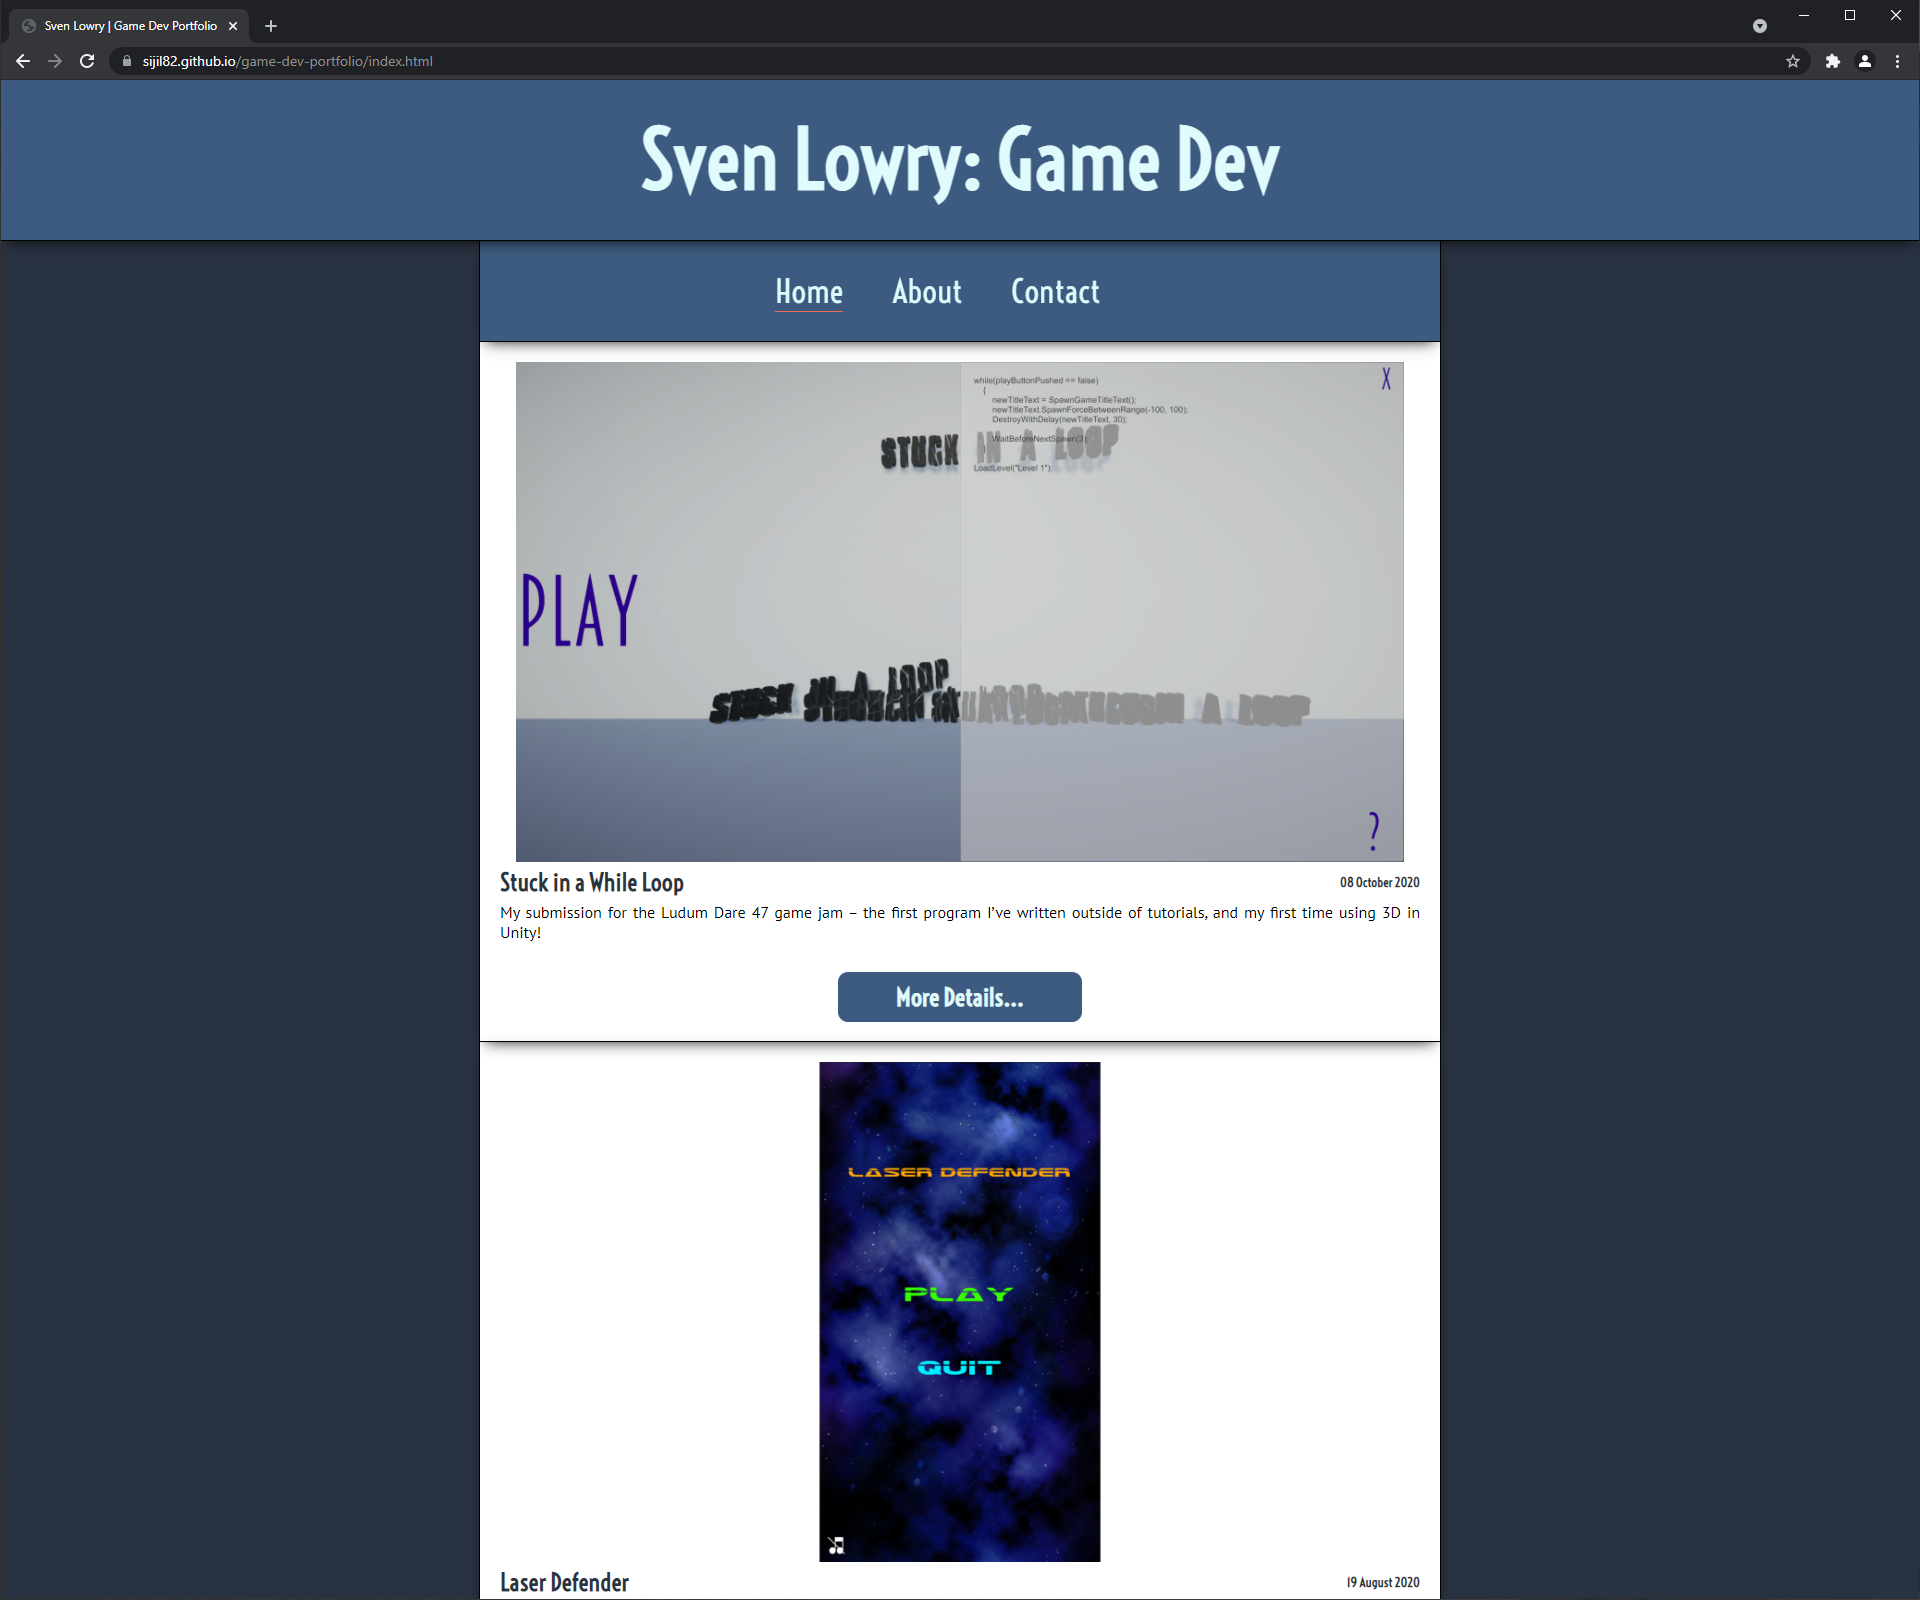 Sven Lowry | Game Dev Portfolio
sijil82.github.io/game-dev-portfolio/index.html
Sven Lowry: Game Dev
Home About Contact
while(playButtonPushed == false)
{
newTitleText = SpawnGameTitleText();
newTitleText.SpawnForceBetweenRange(-100, 100);
DestroyWithDelay(newTitleText, 30);
WaitBeforeNextSpawn(3);
}
LoadLevel("Level 1");
X
STUCK IN A LOOP
PLAY
STUCK IN A LOOP
A LOOP
?
Stuck in a While Loop
08 October 2020
My submission for the Ludum Dare 47 game jam – the first program I've written outside of tutorials, and my first time using 3D in
Unity!
More Details...
LASER DEFENDER
PLAY
QUIT
Laser Defender
19 August 2020